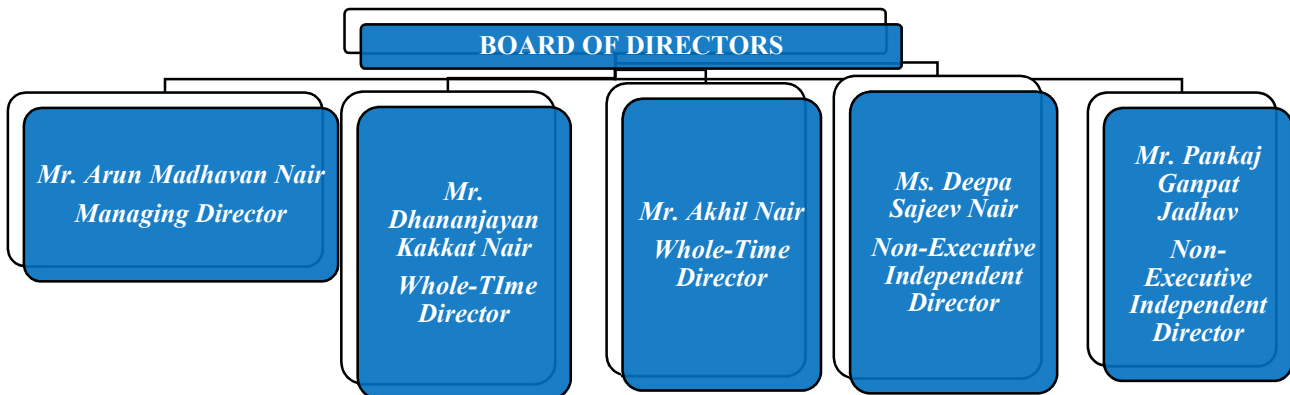 BOARD OF DIRECTORS
Mr. Arun Madhavan Nair
Managing Director
Mr.
Dhananjayan
Kakkat Nair
Whole-TIme
Director
Mr. Akhil Nair
Whole-Time
Director
Ms. Deepa
Sajeev Nair
Non-Executive
Independent
Director
Mr. Pankaj
Ganpat
Jadhav
Non-
Executive
Independent
Director